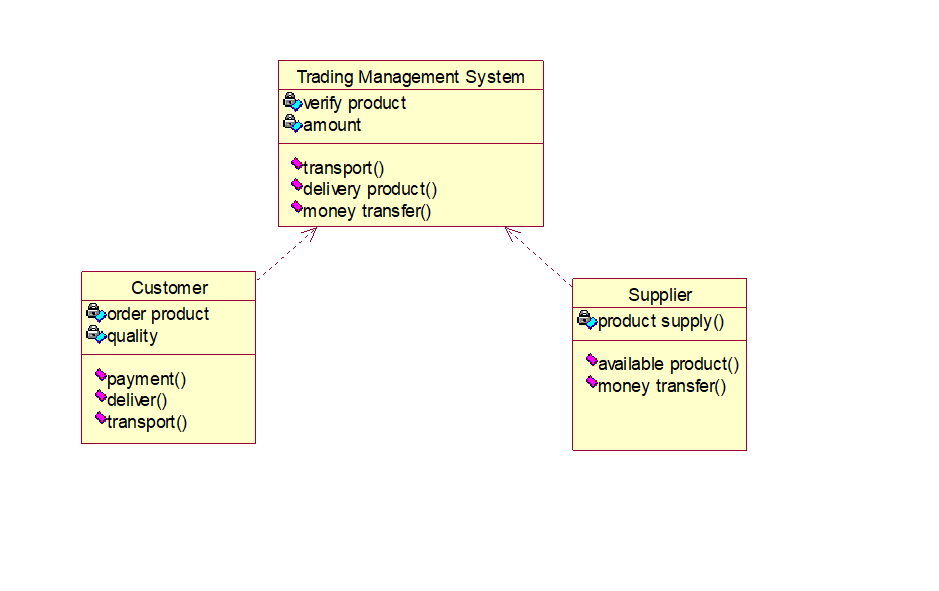 Trading Management System
verify product
amount
transport()
delivery product()
money transfer()
Customer
order product
quality
payment()
deliver()
transport()
Supplier
product supply()
available product()
money transfer()